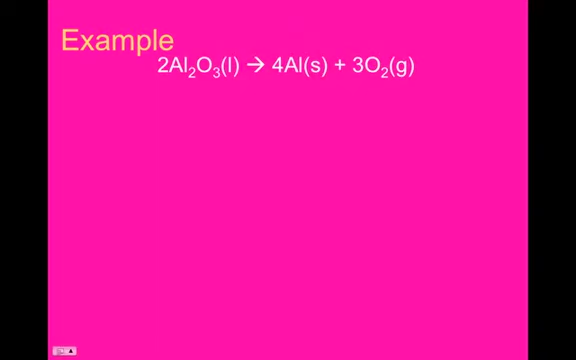 Example
2Al₂O₃(l) → 4Al(s) + 3O₂(g)